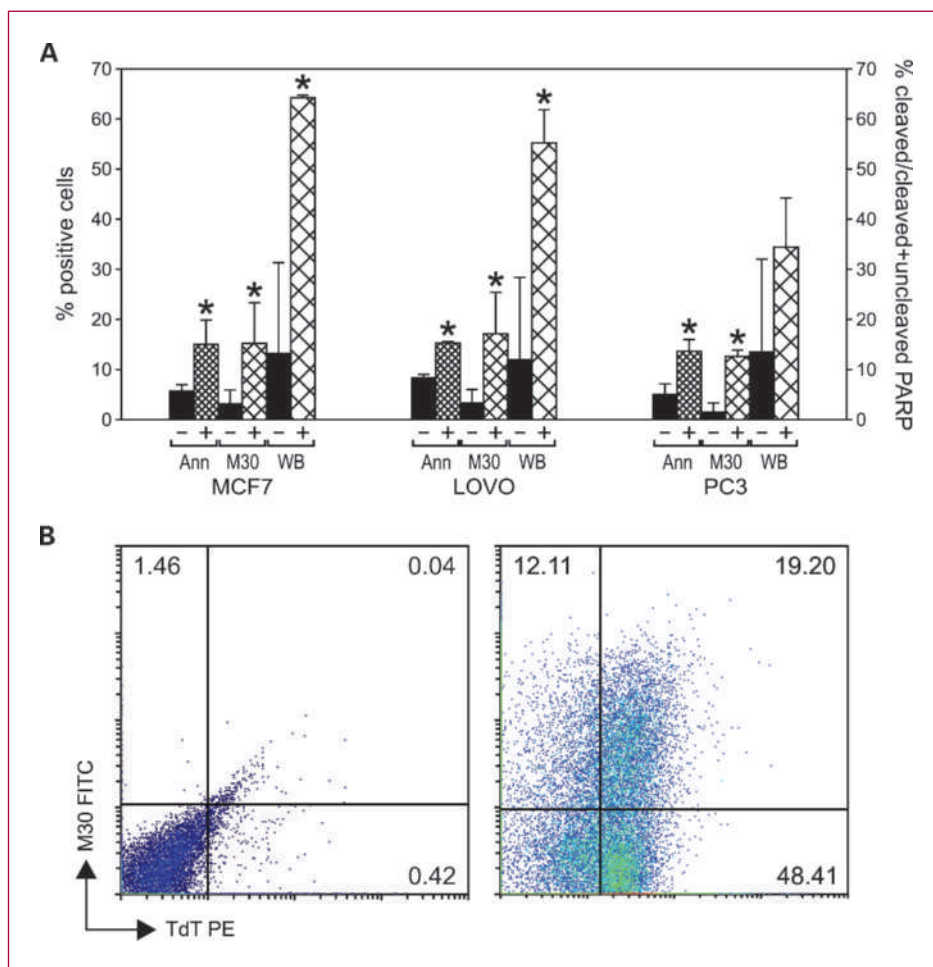 A
70
60
50
40
30
20
10
0
% positive cells
* * * * * * * *
70
60
50
40
30
20
10
0
% cleaved/cleaved+uncleaved PARP
− + − + − + − + − + − + − + − + − +
Ann M30 WB Ann M30 WB Ann M30 WB
MCF7 LOVO PC3
B
1.46 0.04 12.11 19.20
0.42 48.41
M30 FITC
TdT PE